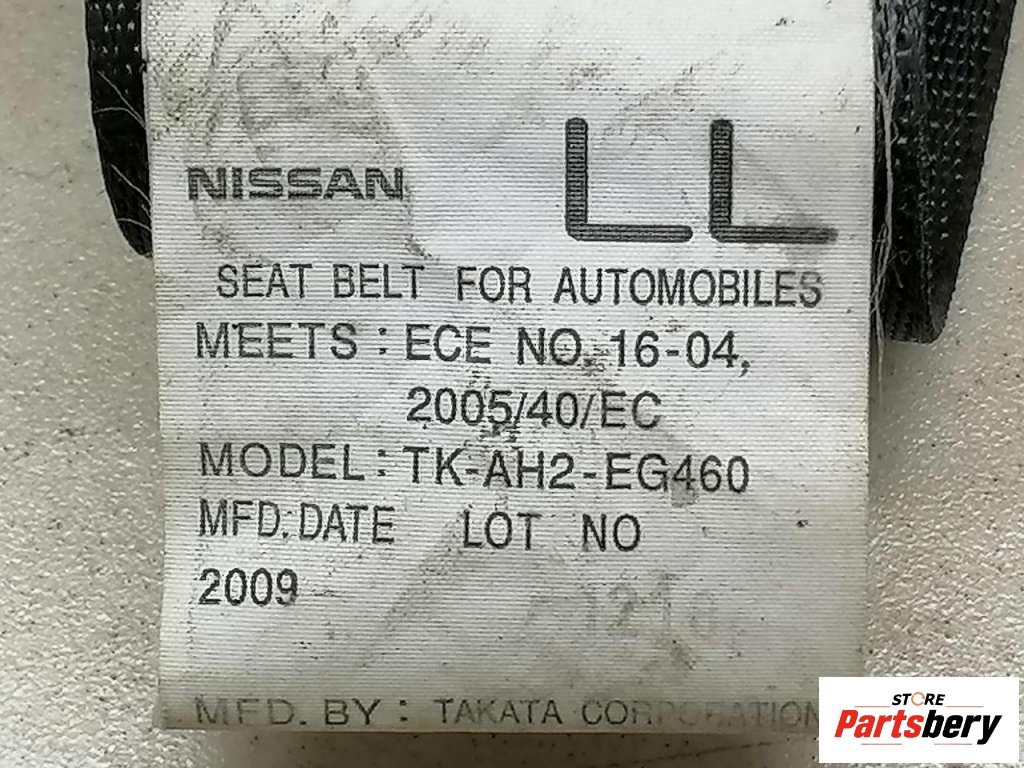 NISSAN LL
SEAT BELT FOR AUTOMOBILES
MEETS : ECE NO. 16-04,
2005/40/EC
MODEL : TK-AH2-EG460
MFD. DATE LOT NO
2009
MFD. BY : TAKATA CORPORATION
STORE
Partsbery